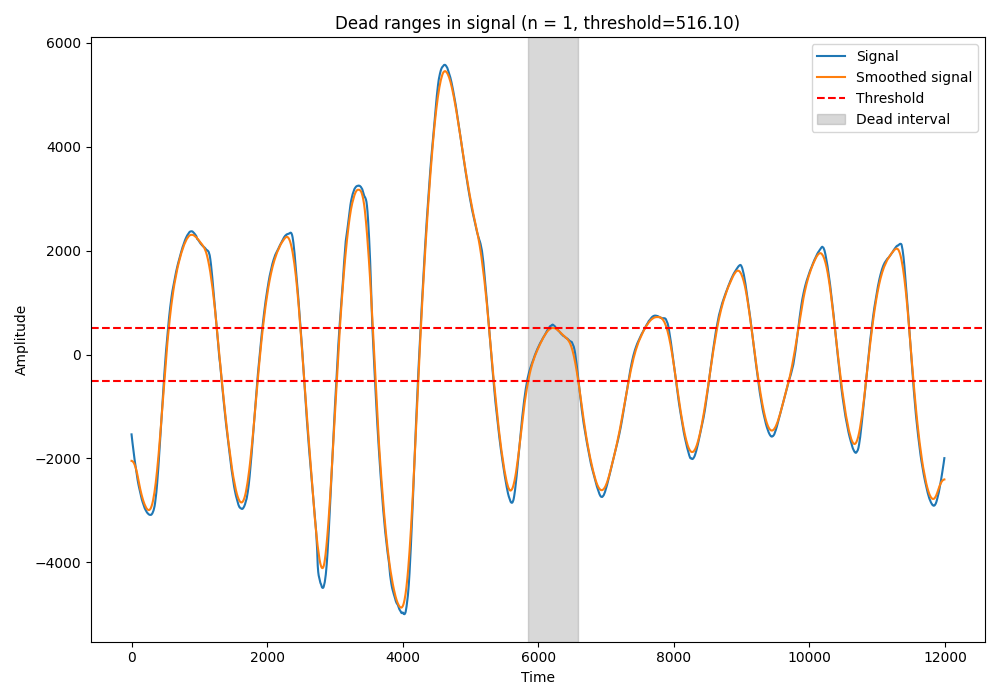 Dead ranges in signal (n = 1, threshold=516.10)
6000
4000
2000
0
−2000
−4000
Amplitude
Signal
Smoothed signal
Threshold
Dead interval
0 2000 4000 6000 8000 10000 12000
Time